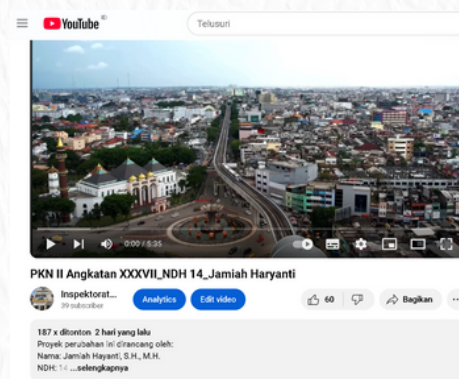 YouTube ID
Telusuri
0:00 / 5:35
PKN II Angkatan XXXVII_NDH 14_Jamiah Haryanti
Inspektorat...
39 subscriber
Analytics
Edit video
60
Bagikan
187 x ditonton 2 hari yang lalu
Proyek perubahan ini dirancang oleh:
Nama: Jamiah Hayanti, S.H., M.H.
NDH: 14 ...selengkapnya